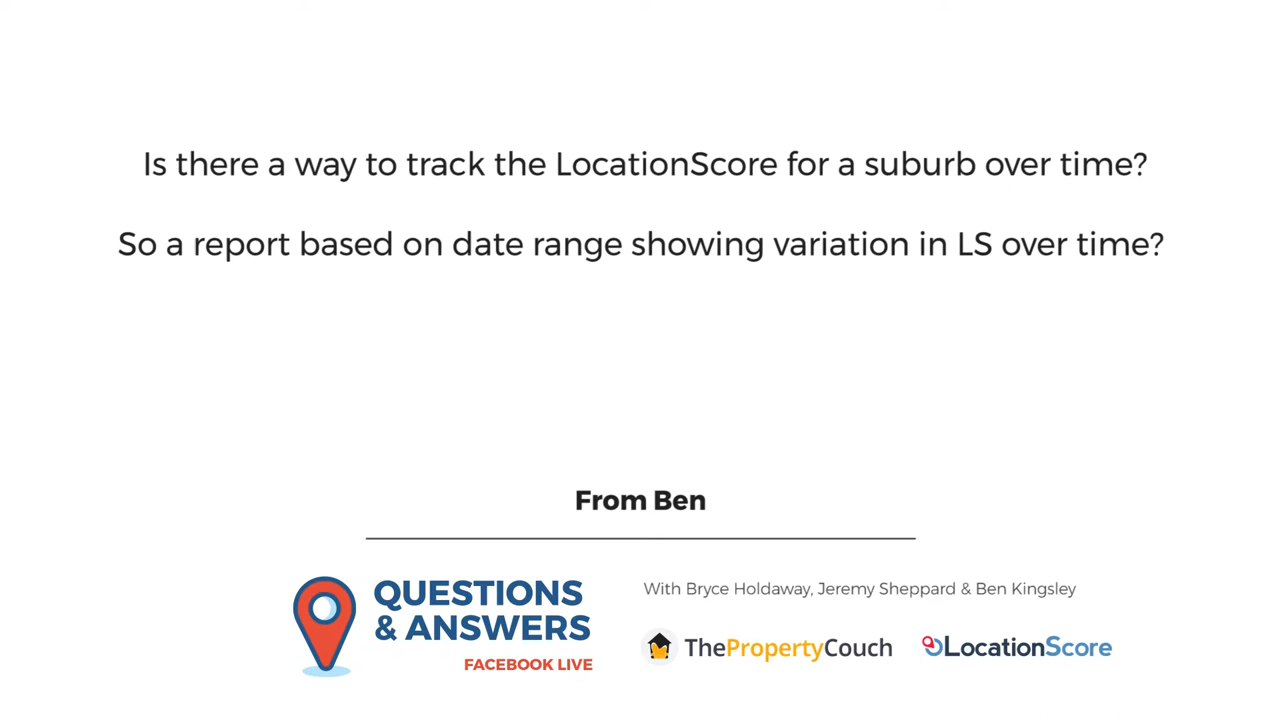 Is there a way to track the LocationScore for a suburb over time?
So a report based on date range showing variation in LS over time?
From Ben
QUESTIONS
& ANSWERS
FACEBOOK LIVE
With Bryce Holdaway, Jeremy Sheppard & Ben Kingsley
ThePropertyCouch
LocationScore